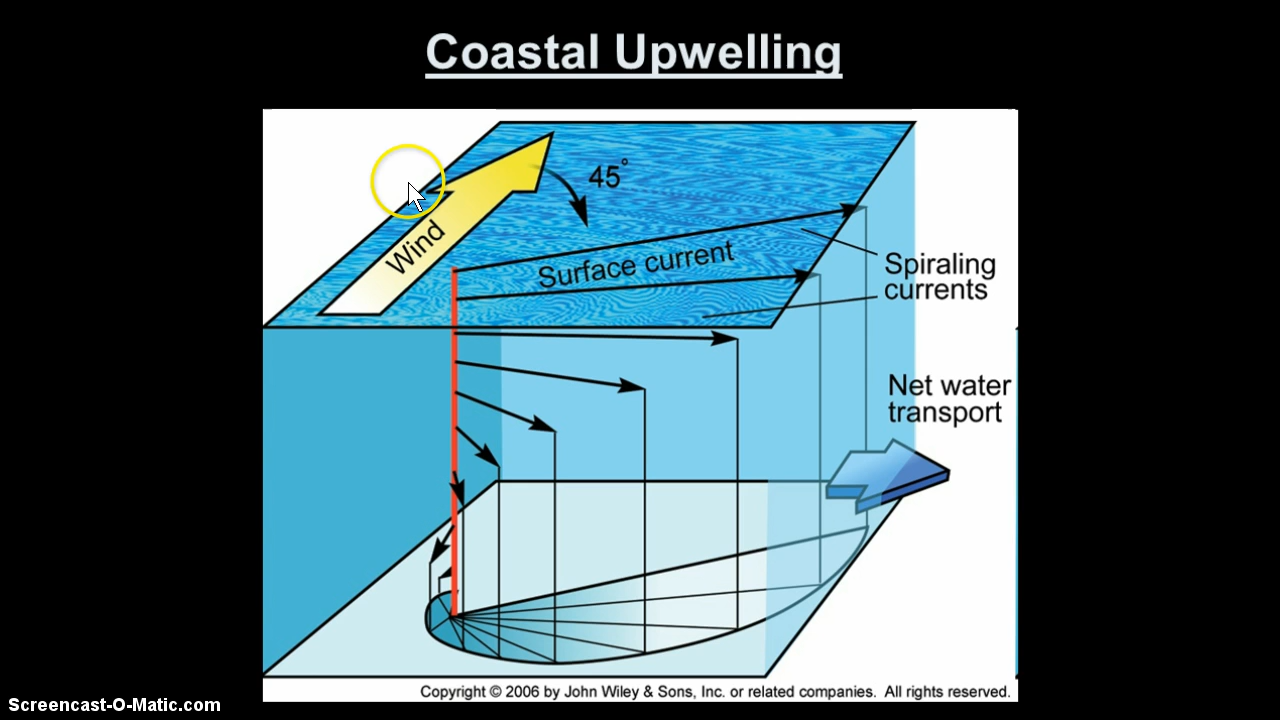 Coastal Upwelling
45°
Wind
Surface current
Spiraling
currents
Net water
transport
Copyright © 2006 by John Wiley & Sons, Inc. or related companies. All rights reserved.
Screencast-O-Matic.com